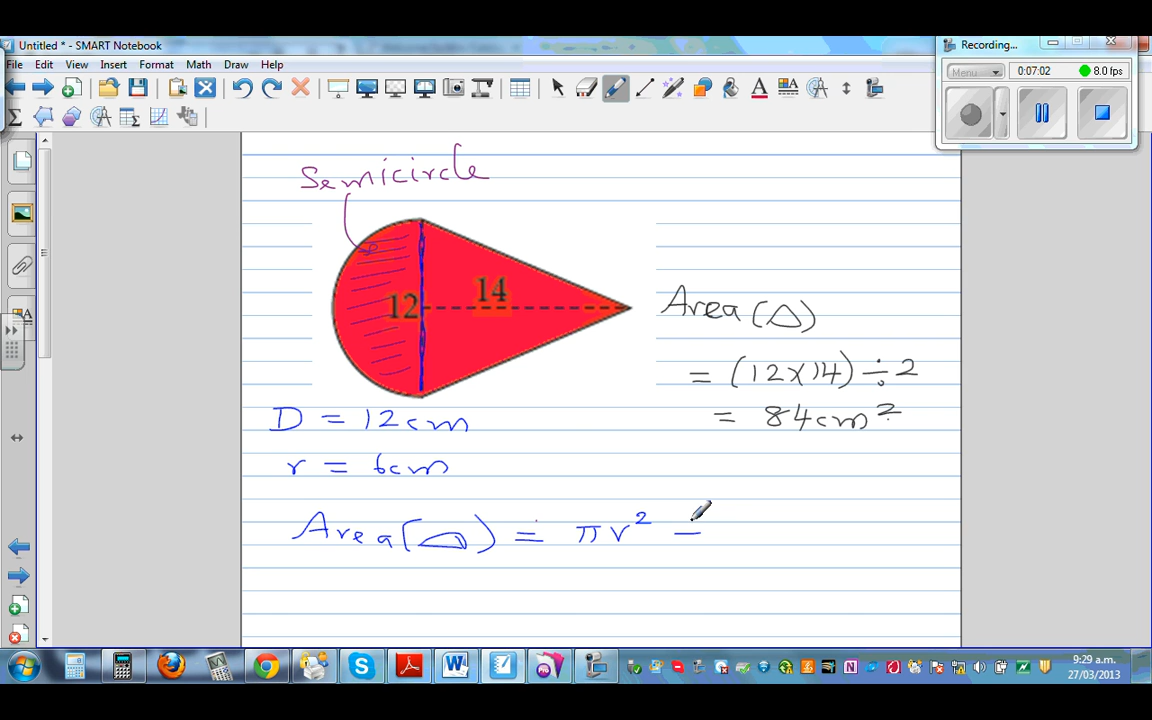 Untitled * - SMART Notebook
Recording...
File Edit View Insert Format Math Draw Help
Menu 0:07:02 8.0 fps
Semicircle
14
12
Area (△)
= (12×14) ÷ 2
= 84cm²
D = 12cm
r = 6cm
Area(⌓) = πr²
9:29 a.m.
27/03/2013